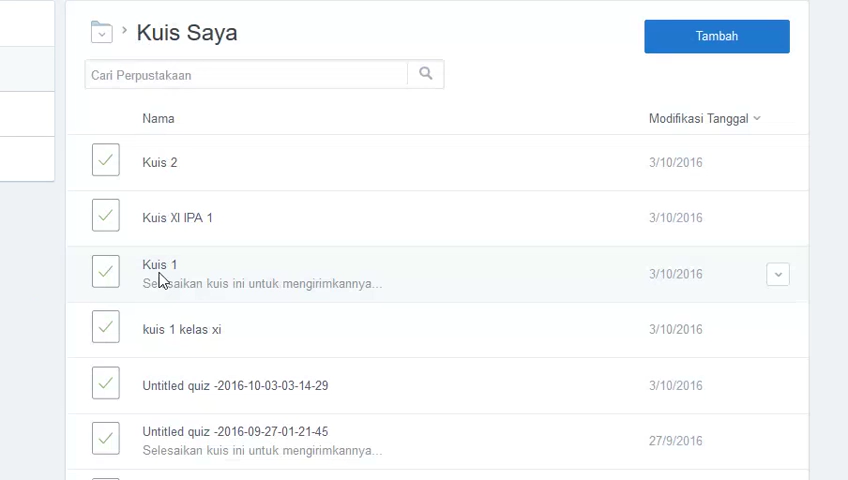 Kuis Saya
Tambah
Cari Perpustakaan
Nama
Modifikasi Tanggal
Kuis 2
3/10/2016
Kuis XI IPA 1
3/10/2016
Kuis 1
3/10/2016
Selesaikan kuis ini untuk mengirimkannya...
kuis 1 kelas xi
3/10/2016
Untitled quiz -2016-10-03-03-14-29
3/10/2016
Untitled quiz -2016-09-27-01-21-45
27/9/2016
Selesaikan kuis ini untuk mengirimkannya...